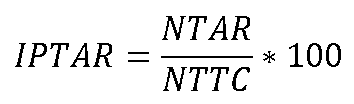 IPTAR = NTAR / NTTC * 100